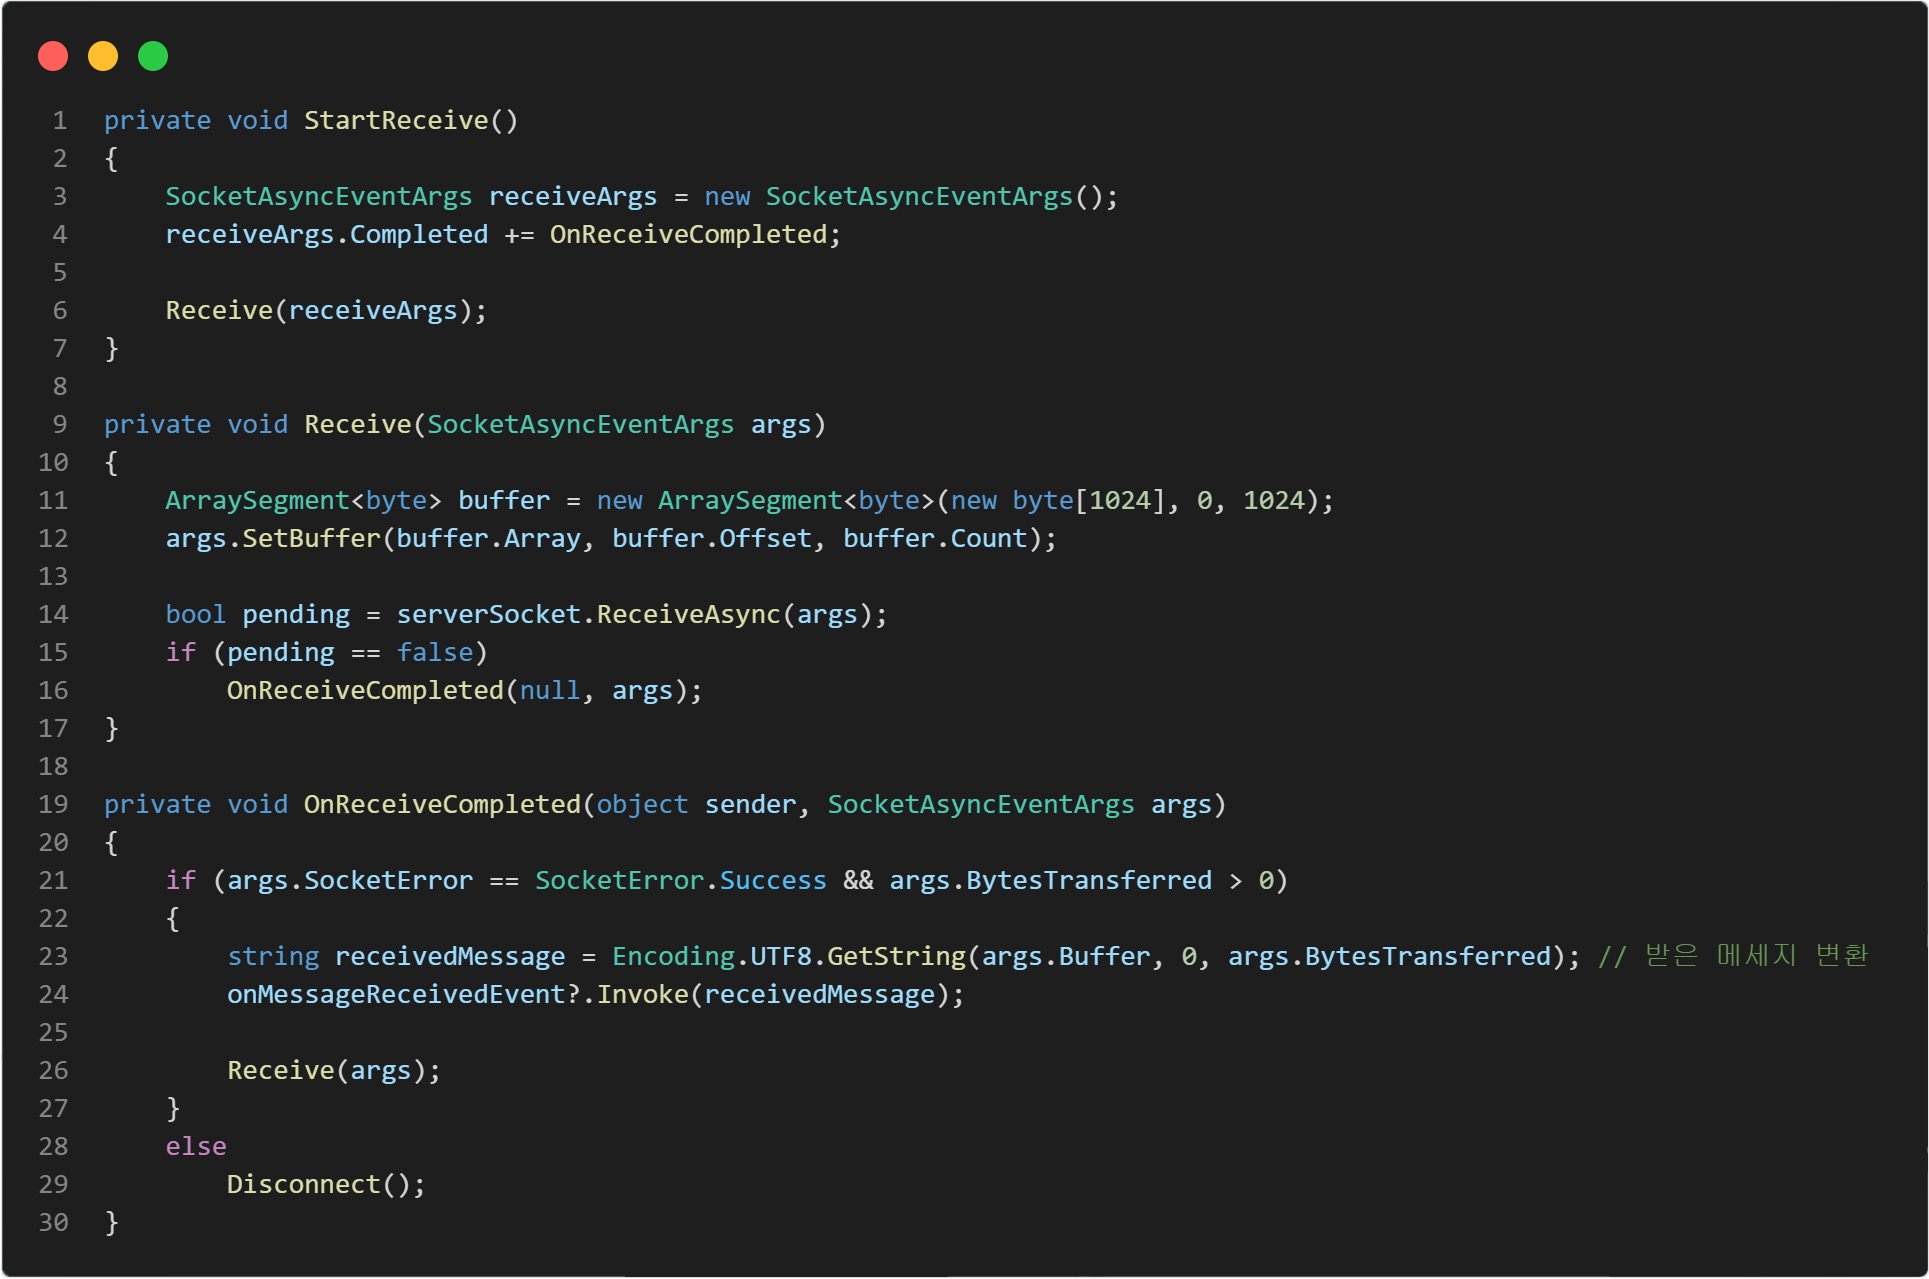 1 private void StartReceive()
2 {
3     SocketAsyncEventArgs receiveArgs = new SocketAsyncEventArgs();
4     receiveArgs.Completed += OnReceiveCompleted;
5
6     Receive(receiveArgs);
7 }
8
9 private void Receive(SocketAsyncEventArgs args)
10 {
11     ArraySegment<byte> buffer = new ArraySegment<byte>(new byte[1024], 0, 1024);
12     args.SetBuffer(buffer.Array, buffer.Offset, buffer.Count);
13
14     bool pending = serverSocket.ReceiveAsync(args);
15     if (pending == false)
16         OnReceiveCompleted(null, args);
17 }
18
19 private void OnReceiveCompleted(object sender, SocketAsyncEventArgs args)
20 {
21     if (args.SocketError == SocketError.Success && args.BytesTransferred > 0)
22     {
23         string receivedMessage = Encoding.UTF8.GetString(args.Buffer, 0, args.BytesTransferred); // 받은 메세지 변환
24         onMessageReceivedEvent?.Invoke(receivedMessage);
25
26         Receive(args);
27     }
28     else
29         Disconnect();
30 }